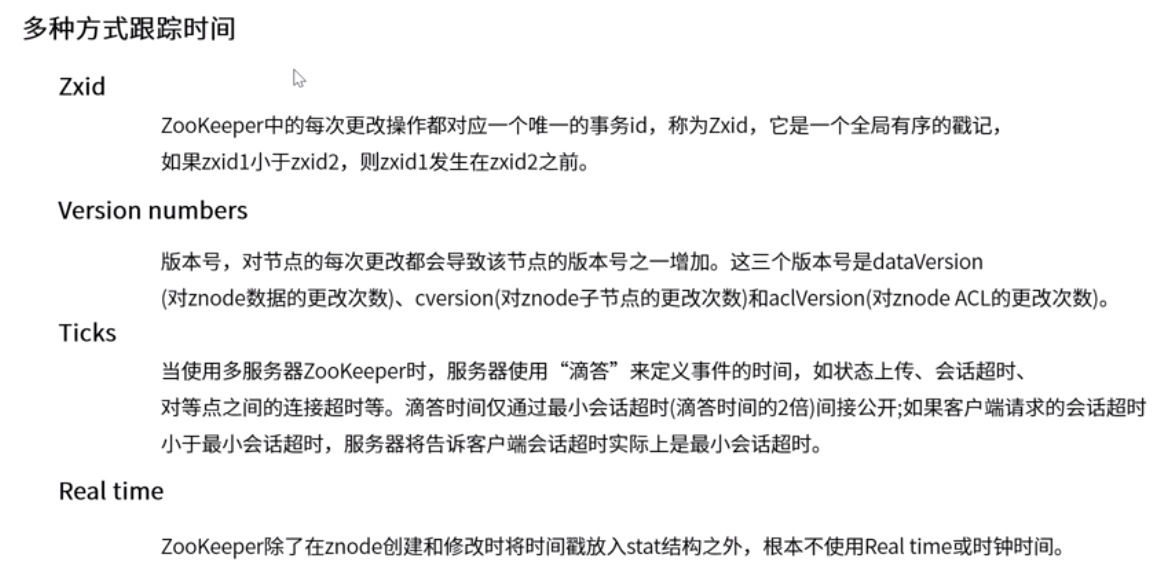 多种方式跟踪时间
Zxid
ZooKeeper中的每次更改操作都对应一个唯一的事务id，称为Zxid，它是一个全局有序的戳记，
如果zxid1小于zxid2，则zxid1发生在zxid2之前。
Version numbers
版本号，对节点的每次更改都会导致该节点的版本号之一增加。这三个版本号是dataVersion
(对znode数据的更改次数)、cversion(对znode子节点的更改次数)和aclVersion(对znode ACL的更改次数)。
Ticks
当使用多服务器ZooKeeper时，服务器使用“滴答”来定义事件的时间，如状态上传、会话超时、
对等点之间的连接超时等。滴答时间仅通过最小会话超时(滴答时间的2倍)间接公开;如果客户端请求的会话超时
小于最小会话超时，服务器将告诉客户端会话超时实际上是最小会话超时。
Real time
ZooKeeper除了在znode创建和修改时将时间戳放入stat结构之外，根本不使用Real time或时钟时间。